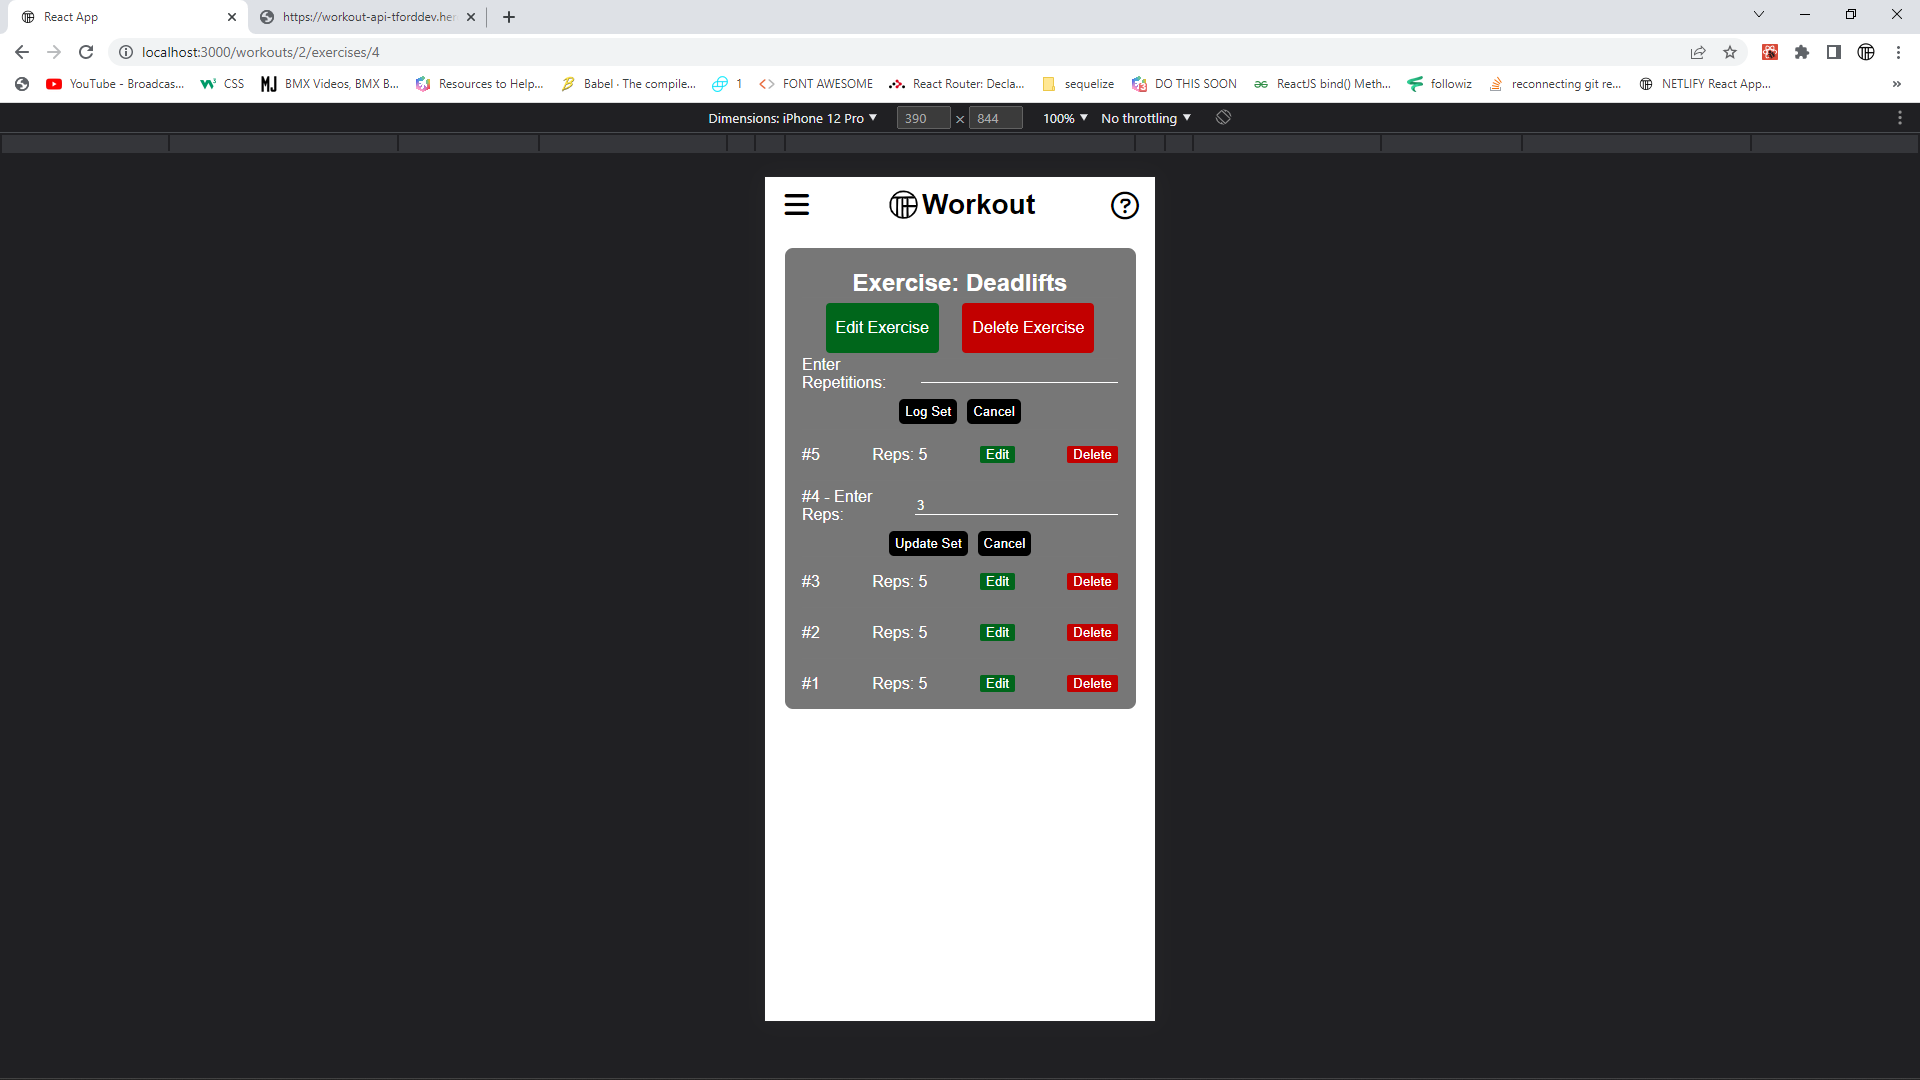 React App
https://workout-api-tforddev.her
localhost:3000/workouts/2/exercises/4
YouTube - Broadcas... CSS BMX Videos, BMX B... Resources to Help... Babel · The compile... 1 FONT AWESOME React Router: Decla... sequelize DO THIS SOON ReactJS bind() Meth... followiz reconnecting git re... NETLIFY React App... »
Dimensions: iPhone 12 Pro 390 × 844 100% No throttling
Workout
Exercise: Deadlifts
Edit Exercise Delete Exercise
Enter
Repetitions:
Log Set Cancel
#5 Reps: 5 Edit Delete
#4 - Enter
Reps:
3
Update Set Cancel
#3 Reps: 5 Edit Delete
#2 Reps: 5 Edit Delete
#1 Reps: 5 Edit Delete